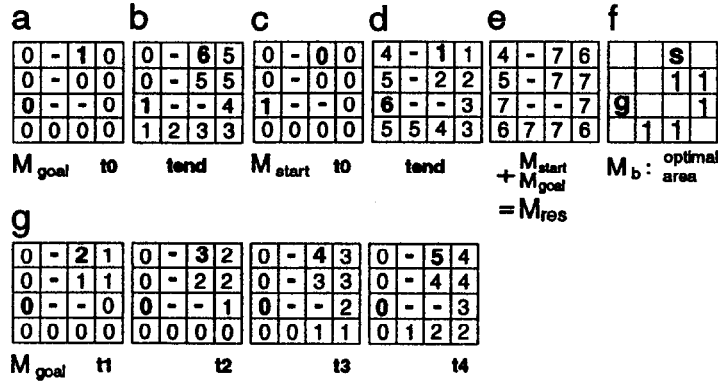 a b c d e f
0 - 1 0 0 - 6 5 0 - 0 0 4 - 1 1 4 - 7 6 s
0 - 0 0 0 - 5 5 0 - 0 0 5 - 2 2 5 - 7 7 1 1
0 - - 0 1 - - 4 1 - - 0 6 - - 3 7 - - 7 g 1
0 0 0 0 1 2 3 3 0 0 0 0 5 5 4 3 6 7 7 6 1 1
M goal t0 tend M start t0 tend + M start M goal = M res M b : optimal area
g
0 - 2 1 0 - 3 2 0 - 4 3 0 - 5 4
0 - 1 1 0 - 2 2 0 - 3 3 0 - 4 4
0 - - 0 0 - - 1 0 - - 2 0 - - 3
0 0 0 0 0 0 0 0 0 0 1 1 0 1 2 2
M goal t1 t2 t3 t4